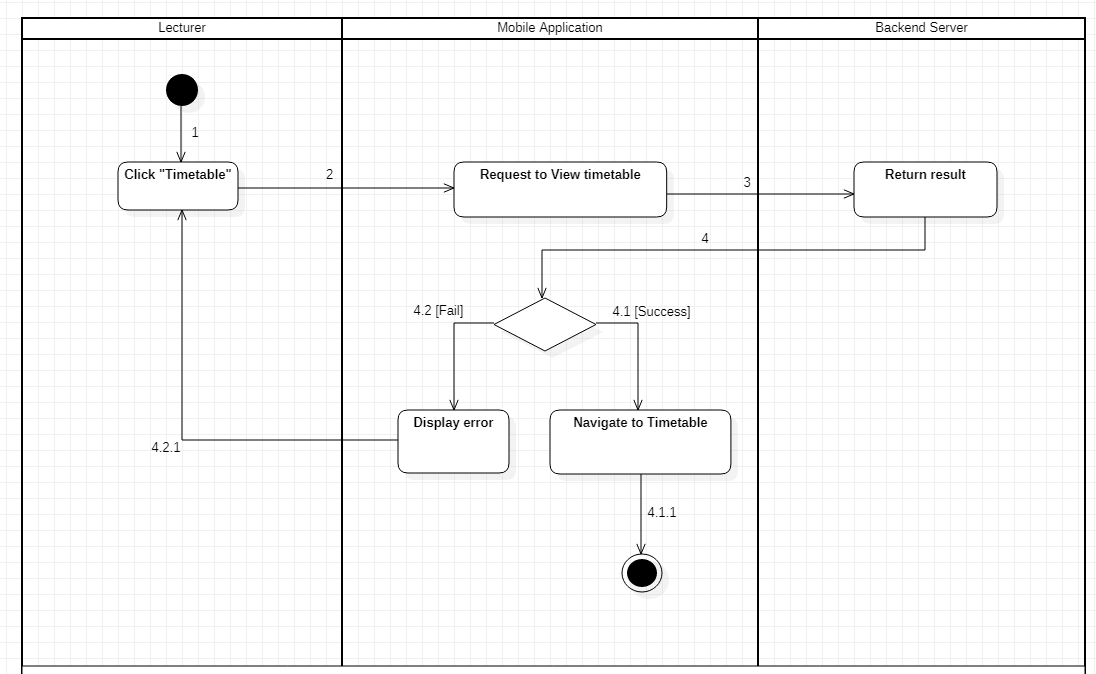 Lecturer
Mobile Application
Backend Server
1
Click "Timetable"
2
Request to View timetable
3
Return result
4
4.2 [Fail]
4.1 [Success]
Display error
Navigate to Timetable
4.2.1
4.1.1